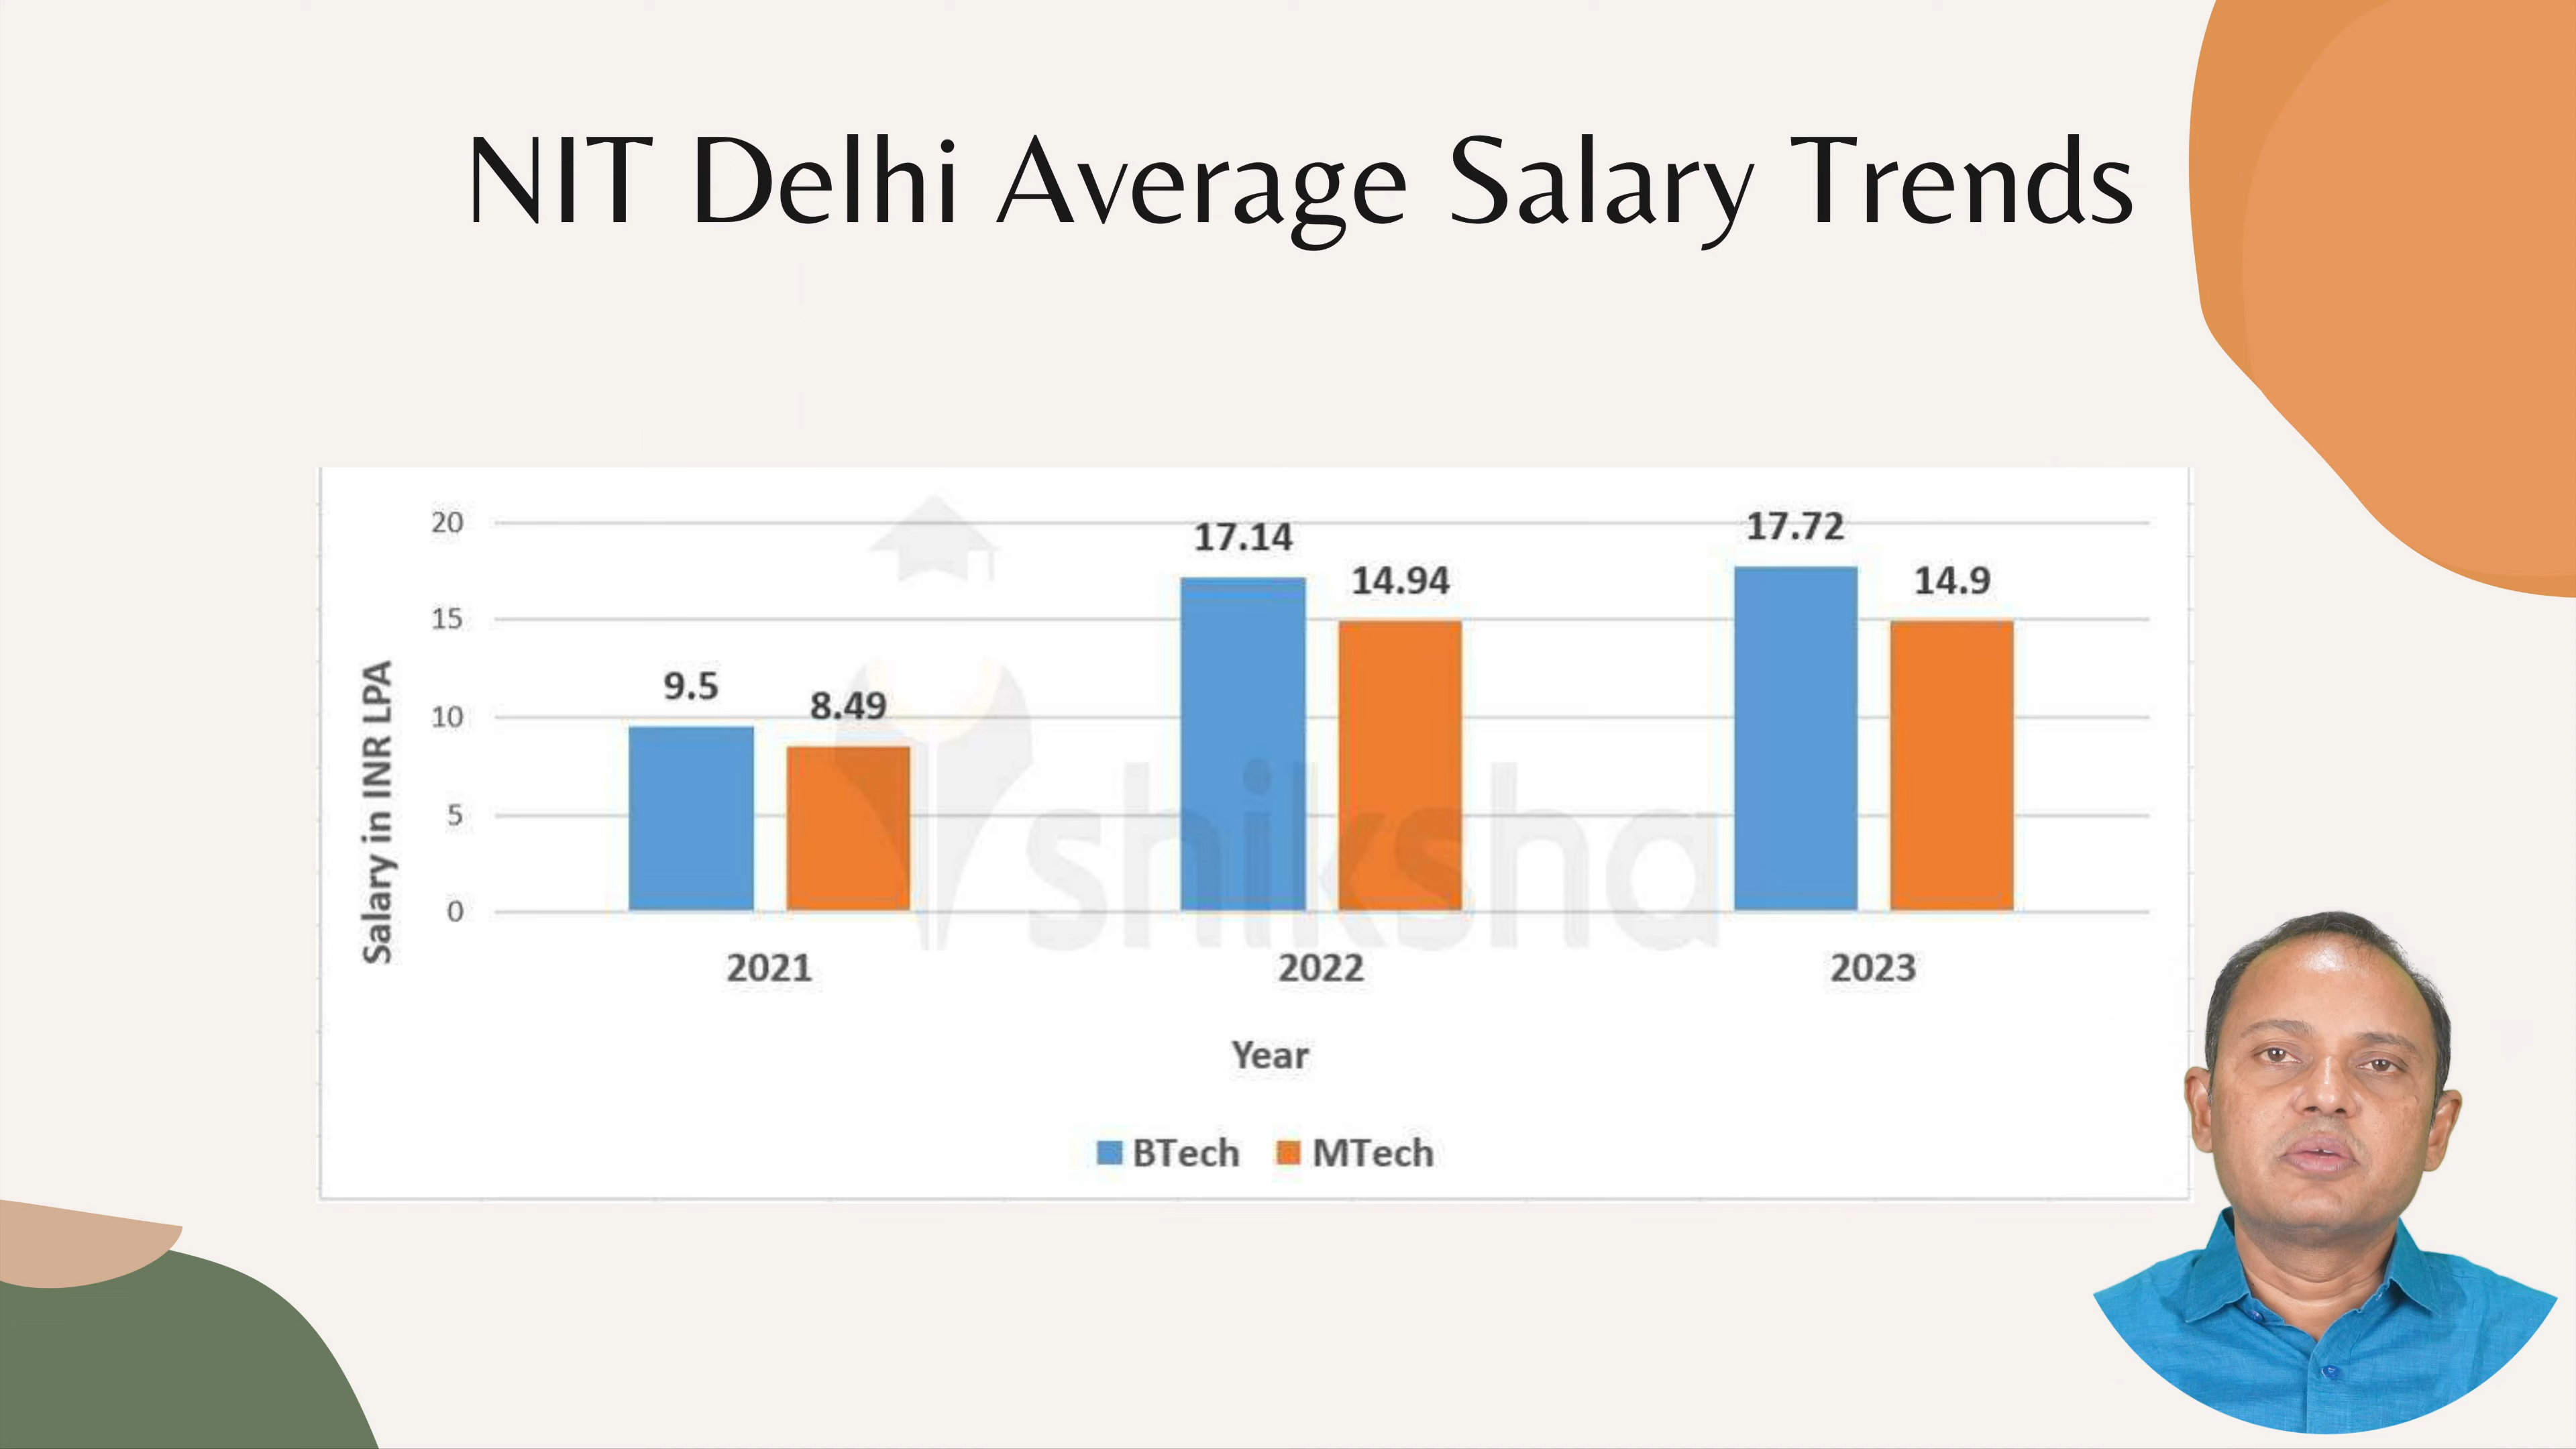 NIT Delhi Average Salary Trends
Salary in INR LPA
20
15
10
5
0
9.5
8.49
17.14
14.94
17.72
14.9
shiksha
2021
2022
2023
Year
BTech MTech